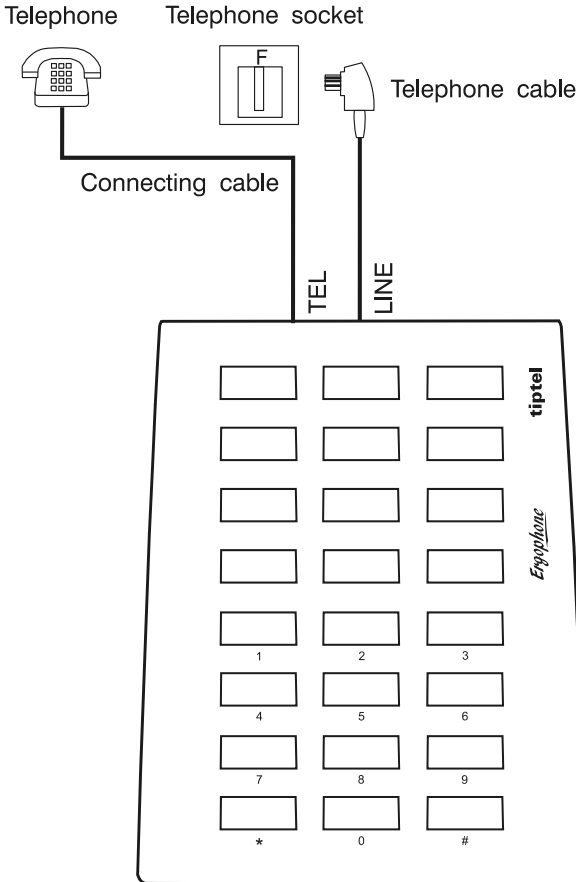 Telephone
Telephone socket
F
Telephone cable
Connecting cable
TEL
LINE
tiptel
Ergophone
1
2
3
4
5
6
7
8
9
*
0
#